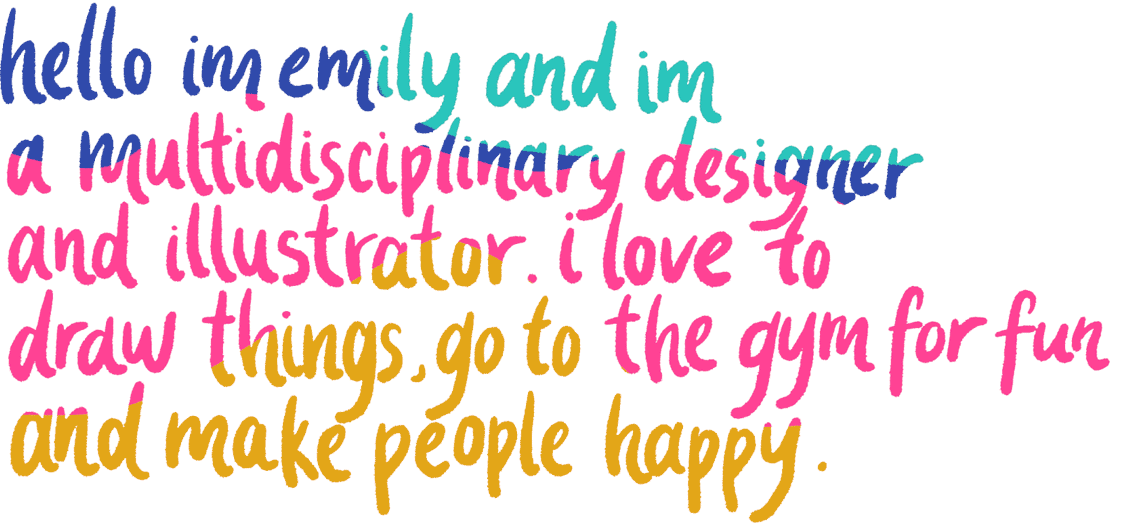 hello im emily and im
a multidisciplinary designer
and illustrator. i love to
draw things, go to the gym for fun
and make people happy.